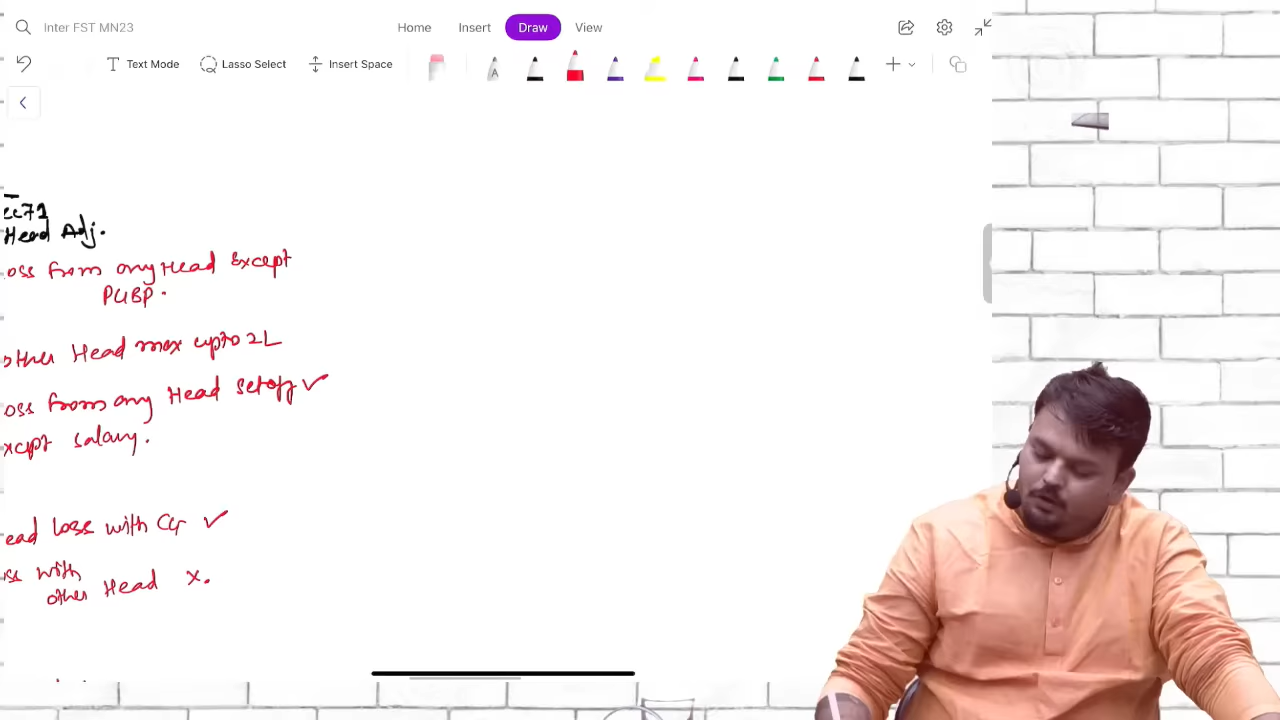 Inter FST MN23
Home Insert Draw View
Text Mode Lasso Select Insert Space
A
ec71
Head Adj.
oss from any Head Except
PGBP.
other Head max upto 2L
oss from any Head setoff ✓
xcept salary.
ead loss with CG ✓
ss with
other Head x.